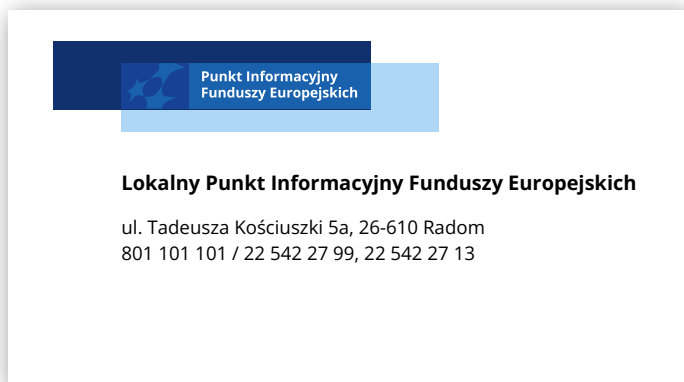 Punkt Informacyjny
Funduszy Europejskich
Lokalny Punkt Informacyjny Funduszy Europejskich
ul. Tadeusza Kościuszki 5a, 26-610 Radom
801 101 101 / 22 542 27 99, 22 542 27 13